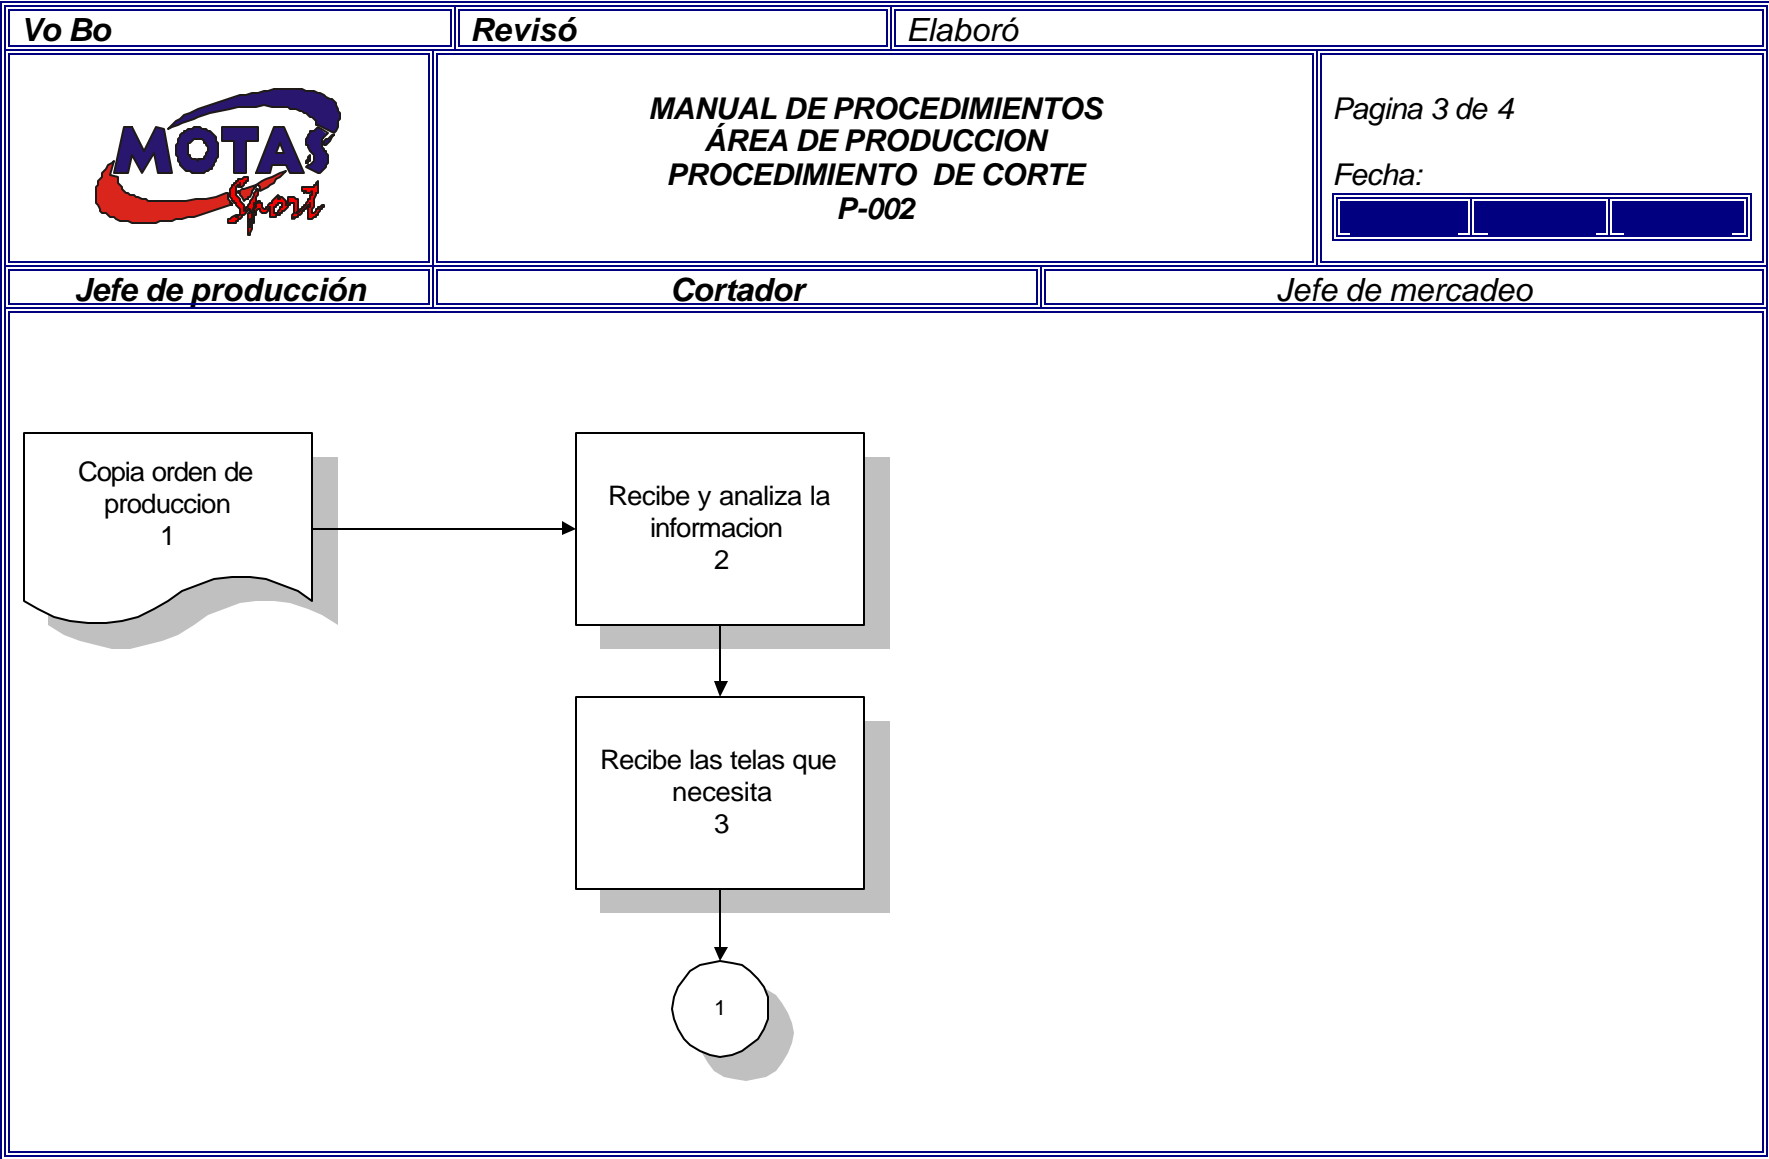 Vo Bo
Revisó
Elaboró
MOTAS
Sport
MANUAL DE PROCEDIMIENTOS
ÁREA DE PRODUCCION
PROCEDIMIENTO DE CORTE
P-002
Pagina 3 de 4
Fecha:
Jefe de producción
Cortador
Jefe de mercadeo
Copia orden de
produccion
1
Recibe y analiza la
informacion
2
Recibe las telas que
necesita
3
1